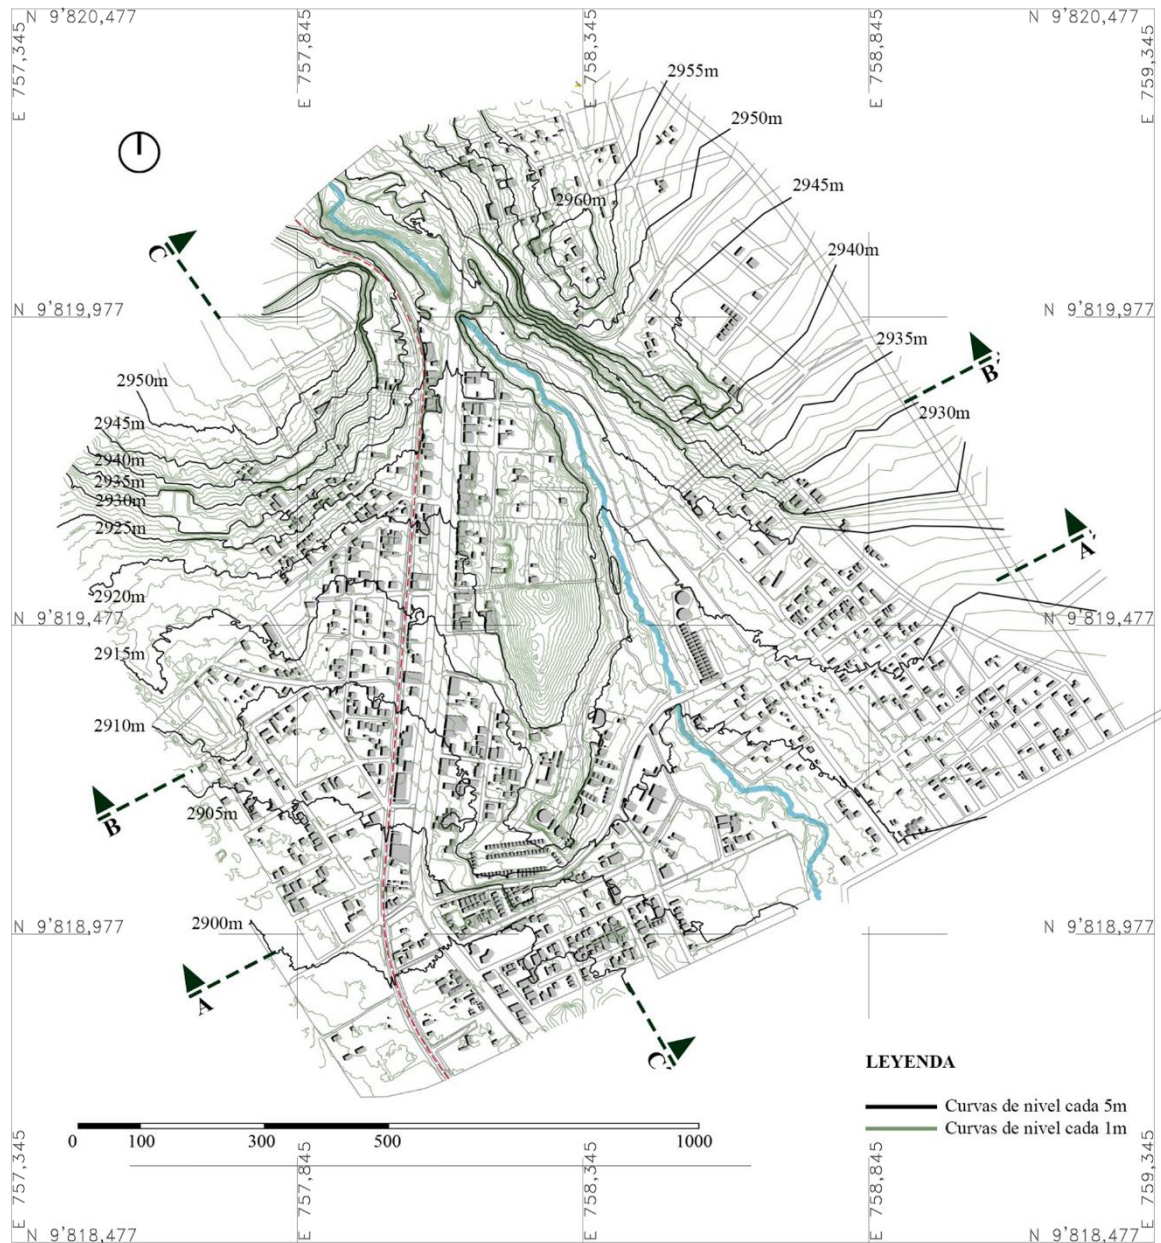 N 9'820,477
N 9'820,477
E 757,345
E 757,845
E 758,345
E 758,845
E 759,345
2955m
2950m
2945m
2960m
2940m
C
N 9'819,977
N 9'819,977
2935m
B'
2950m
2930m
2945m
2940m
2935m
2930m
2925m
A'
2920m
N 9'819,477
N 9'819,477
2915m
2910m
B
2905m
2900m
N 9'818,977
N 9'818,977
A
C'
LEYENDA
Curvas de nivel cada 5m
Curvas de nivel cada 1m
0 100 300 500 1000
E 757,345
E 757,845
E 758,345
E 758,845
E 759,345
N 9'818,477
N 9'818,477